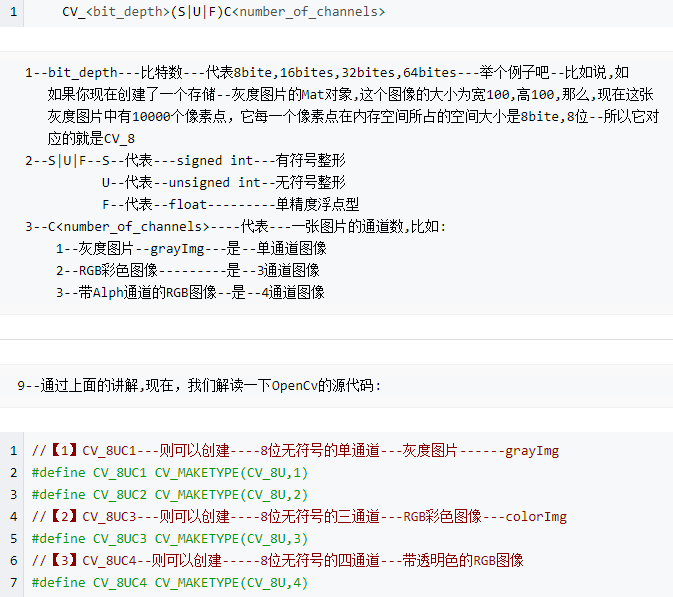 1 CV_<bit_depth>(S|U|F)C<number_of_channels>
1--bit_depth---比特数---代表8bite,16bites,32bites,64bites---举个例子吧--比如说,如
如果你现在创建了一个存储--灰度图片的Mat对象,这个图像的大小为宽100,高100,那么,现在这张
灰度图片中有10000个像素点，它每一个像素点在内存空间所占的空间大小是8bite,8位--所以它对
应的就是CV_8
2--S|U|F--S--代表---signed int---有符号整形
U--代表--unsigned int--无符号整形
F--代表--float---------单精度浮点型
3--C<number_of_channels>----代表---一张图片的通道数,比如:
1--灰度图片--grayImg---是--单通道图像
2--RGB彩色图像---------是--3通道图像
3--带Alph通道的RGB图像--是--4通道图像
9--通过上面的讲解,现在，我们解读一下OpenCv的源代码:
1 //【1】CV_8UC1---则可以创建----8位无符号的单通道---灰度图片------grayImg
2 #define CV_8UC1 CV_MAKETYPE(CV_8U,1)
3 #define CV_8UC2 CV_MAKETYPE(CV_8U,2)
4 //【2】CV_8UC3---则可以创建----8位无符号的三通道---RGB彩色图像---colorImg
5 #define CV_8UC3 CV_MAKETYPE(CV_8U,3)
6 //【3】CV_8UC4--则可以创建-----8位无符号的四通道---带透明色的RGB图像
7 #define CV_8UC4 CV_MAKETYPE(CV_8U,4)